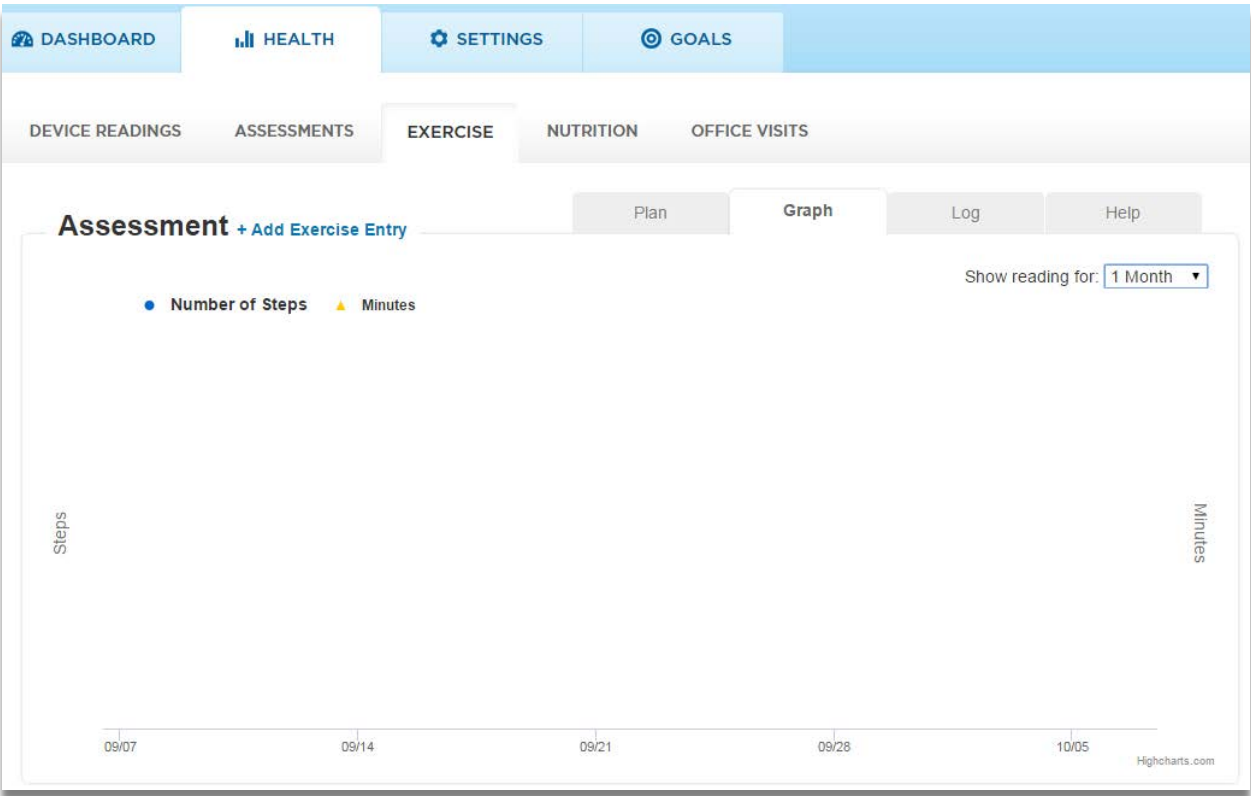 DASHBOARD HEALTH SETTINGS GOALS
DEVICE READINGS ASSESSMENTS EXERCISE NUTRITION OFFICE VISITS
Plan Graph Log Help
Assessment + Add Exercise Entry
Show reading for: 1 Month
Number of Steps Minutes
Steps
Minutes
09/07 09/14 09/21 09/28 10/05
Highcharts.com